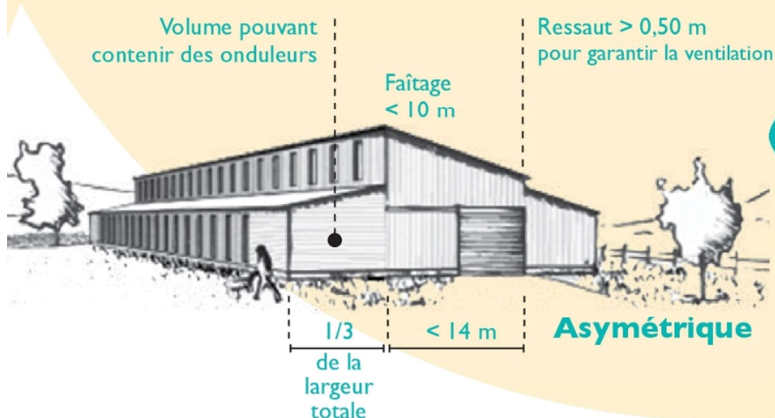 Volume pouvant
contenir des onduleurs
Ressaut > 0,50 m
pour garantir la ventilation
Faîtage
< 10 m
1/3
de la
largeur
totale
< 14 m
Asymétrique